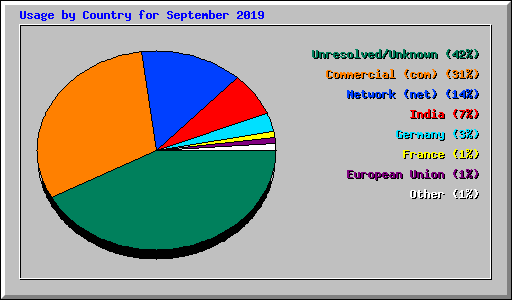 Usage by Country for September 2019
Unresolved/Unknown (42%)
Commercial (com) (31%)
Network (net) (14%)
India (7%)
Germany (3%)
France (1%)
European Union (1%)
Other (1%)